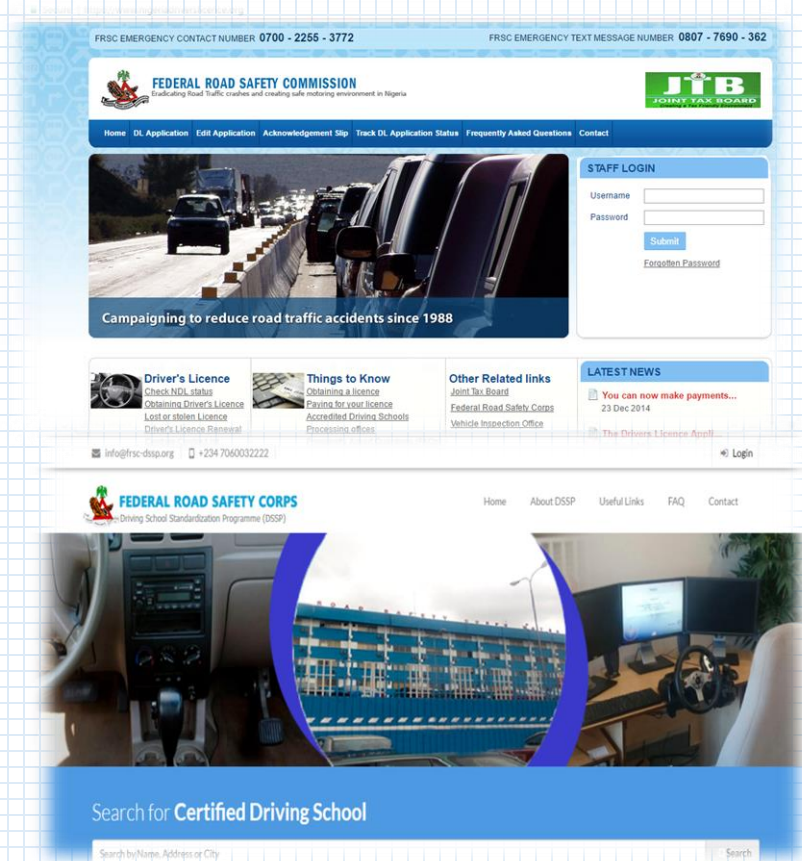 FRSC EMERGENCY CONTACT NUMBER 0700 - 2255 - 3772
FRSC EMERGENCY TEXT MESSAGE NUMBER 0807 - 7690 - 362
FEDERAL ROAD SAFETY COMMISSION
Eradicating Road Traffic crashes and creating safe motoring environment in Nigeria
JTB
JOINT TAX BOARD
Home DL Application Edit Application Acknowledgement Slip Track DL Application Status Frequently Asked Questions Contact
Campaigning to reduce road traffic accidents since 1988
STAFF LOGIN
Username
Password
Submit
Forgotten Password
Driver's Licence
Check NDL status
Obtaining Driver's Licence
Lost or stolen Licence
Driver's Licence Renewal
Things to Know
Obtaining a licence
Paying for your licence
Accredited Driving Schools
Processing offices
Other Related links
Joint Tax Board
Federal Road Safety Corps
Vehicle Inspection Office
LATEST NEWS
You can now make payments...
23 Dec 2014
The Drivers Licence Appli...
info@frsc-dssp.org +234 7060032222
Login
FEDERAL ROAD SAFETY CORPS
Driving School Standardization Programme (DSSP)
Home About DSSP Useful Links FAQ Contact
ROAD SAFETY CORPS
Search for Certified Driving School
Search by Name, Address or City
Search